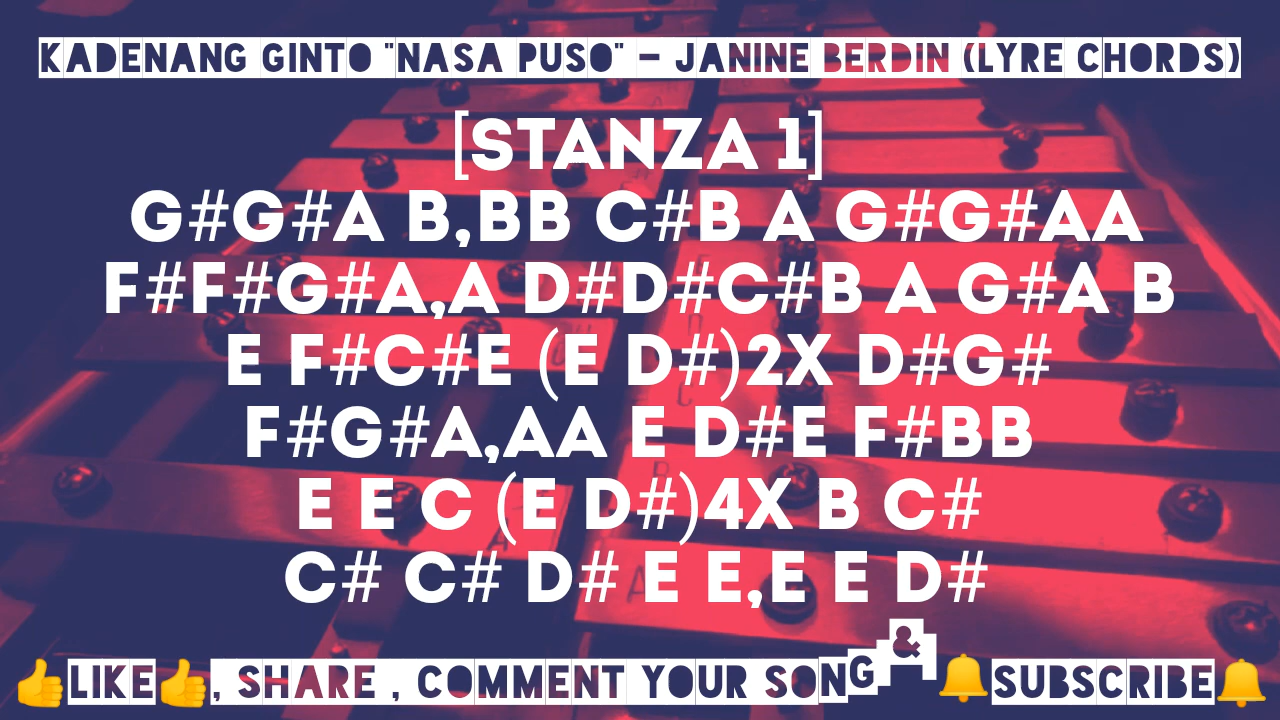 KADENANG GINTO "NASA PUSO" - JANINE BERDIN (LYRE CHORDS)
[STANZA 1]
G#G#A B,BB C#B A G#G#AA
F#F#G#A,A D#D#C#B A G#A B
E F#C#E (E D#)2X D#G#
F#G#A,AA E D#E F#BB
E E C (E D#)4X B C#
C# C# D# E E,E E D#
👍LIKE👍, SHARE , COMMENT YOUR SONG & 🔔SUBSCRIBE🔔